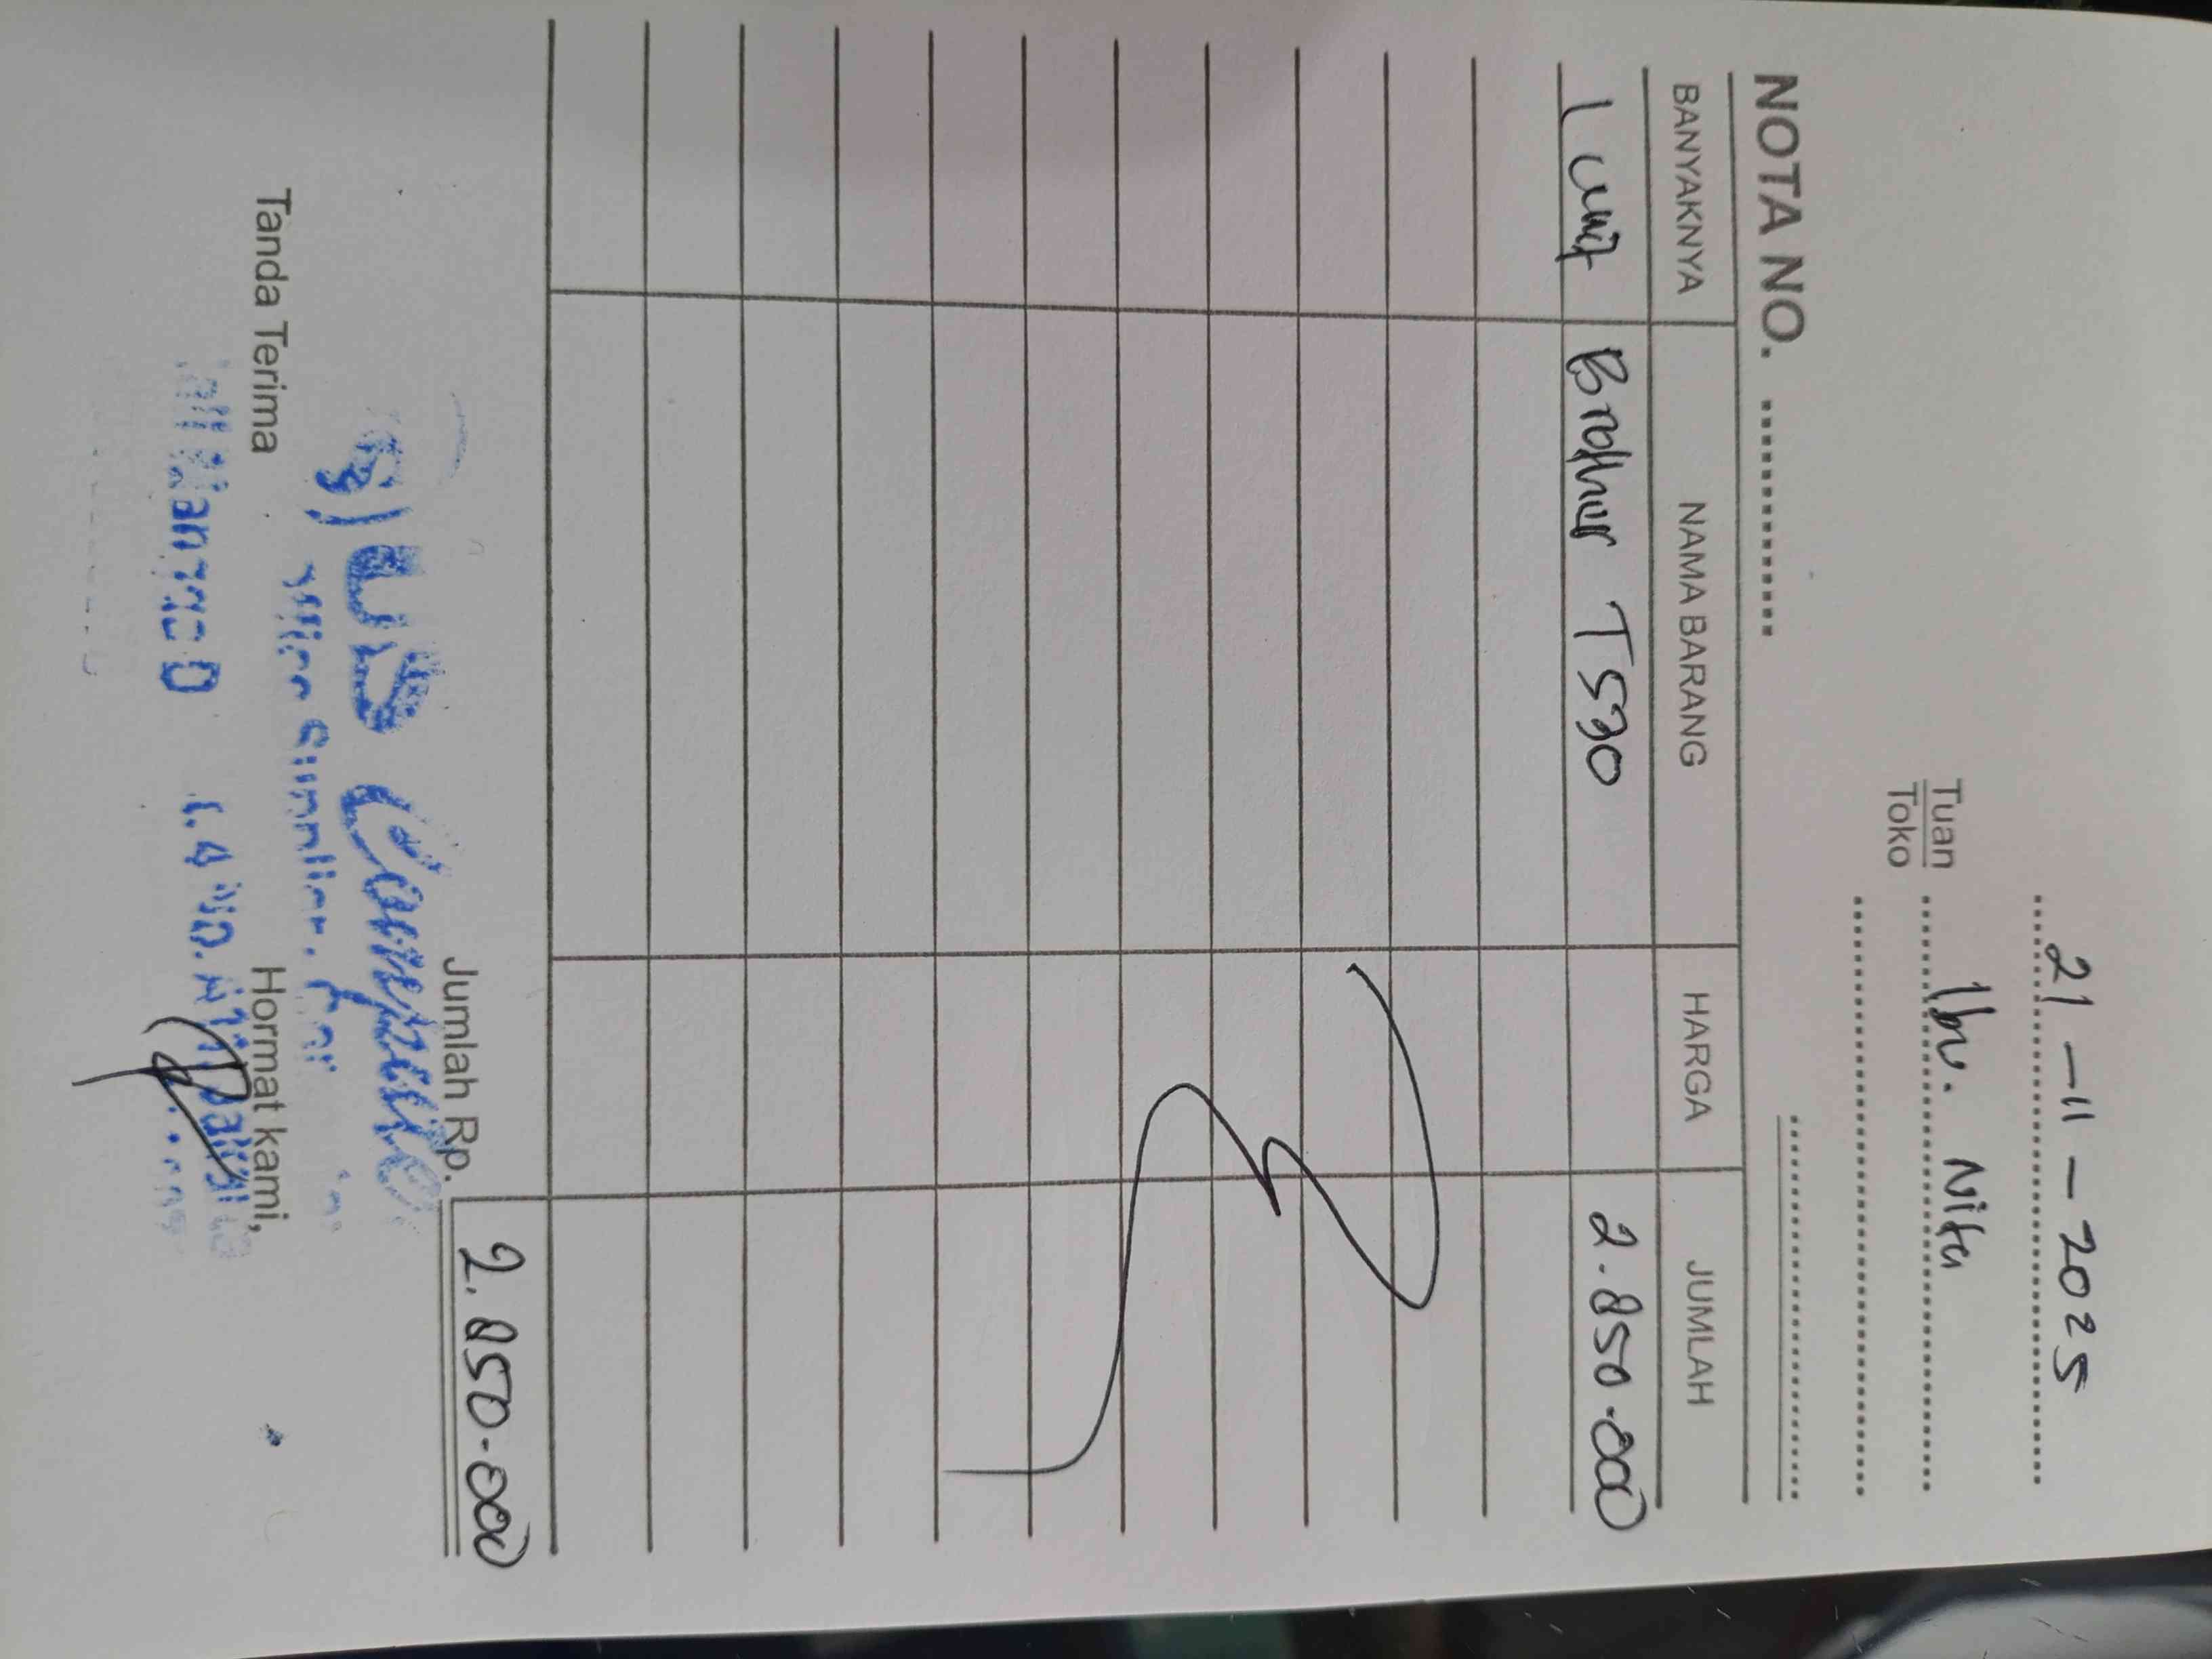 21 - 11 - 2025
Tuan Ibu. Nita
Toko
NOTA NO.
BANYAKNYA NAMA BARANG HARGA JUMLAH
1 unit Brother T530 2.850.000
Jumlah Rp. 2.850.000
Computer
Tanda Terima Hormat kami,